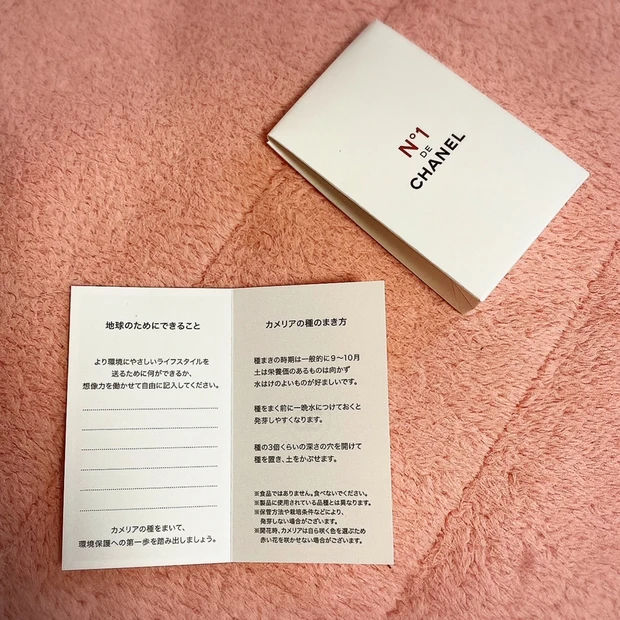 N°1
DE
CHANEL
地球のためにできること
より環境にやさしいライフスタイルを
送るために何ができるか、
想像力を働かせて自由に記入してください。
カメリアの種をまいて、
環境保護への第一歩を踏み出しましょう。
カメリアの種のまき方
種まきの時期は一般的に9〜10月
土は栄養価のあるものは向かず
水はけのよいものが好ましいです。
種をまく前に一晩水につけておくと
発芽しやすくなります。
種の3倍くらいの深さの穴を開けて
種を置き、土をかぶせます。
※食品ではありません。食べないでください。
※製品に使用されている品種とは異なります。
※保管方法や栽培条件などにより、
発芽しない場合がございます。
※開花時、カメリアは自ら咲く色を選ぶため
赤い花を咲かせない場合がございます。